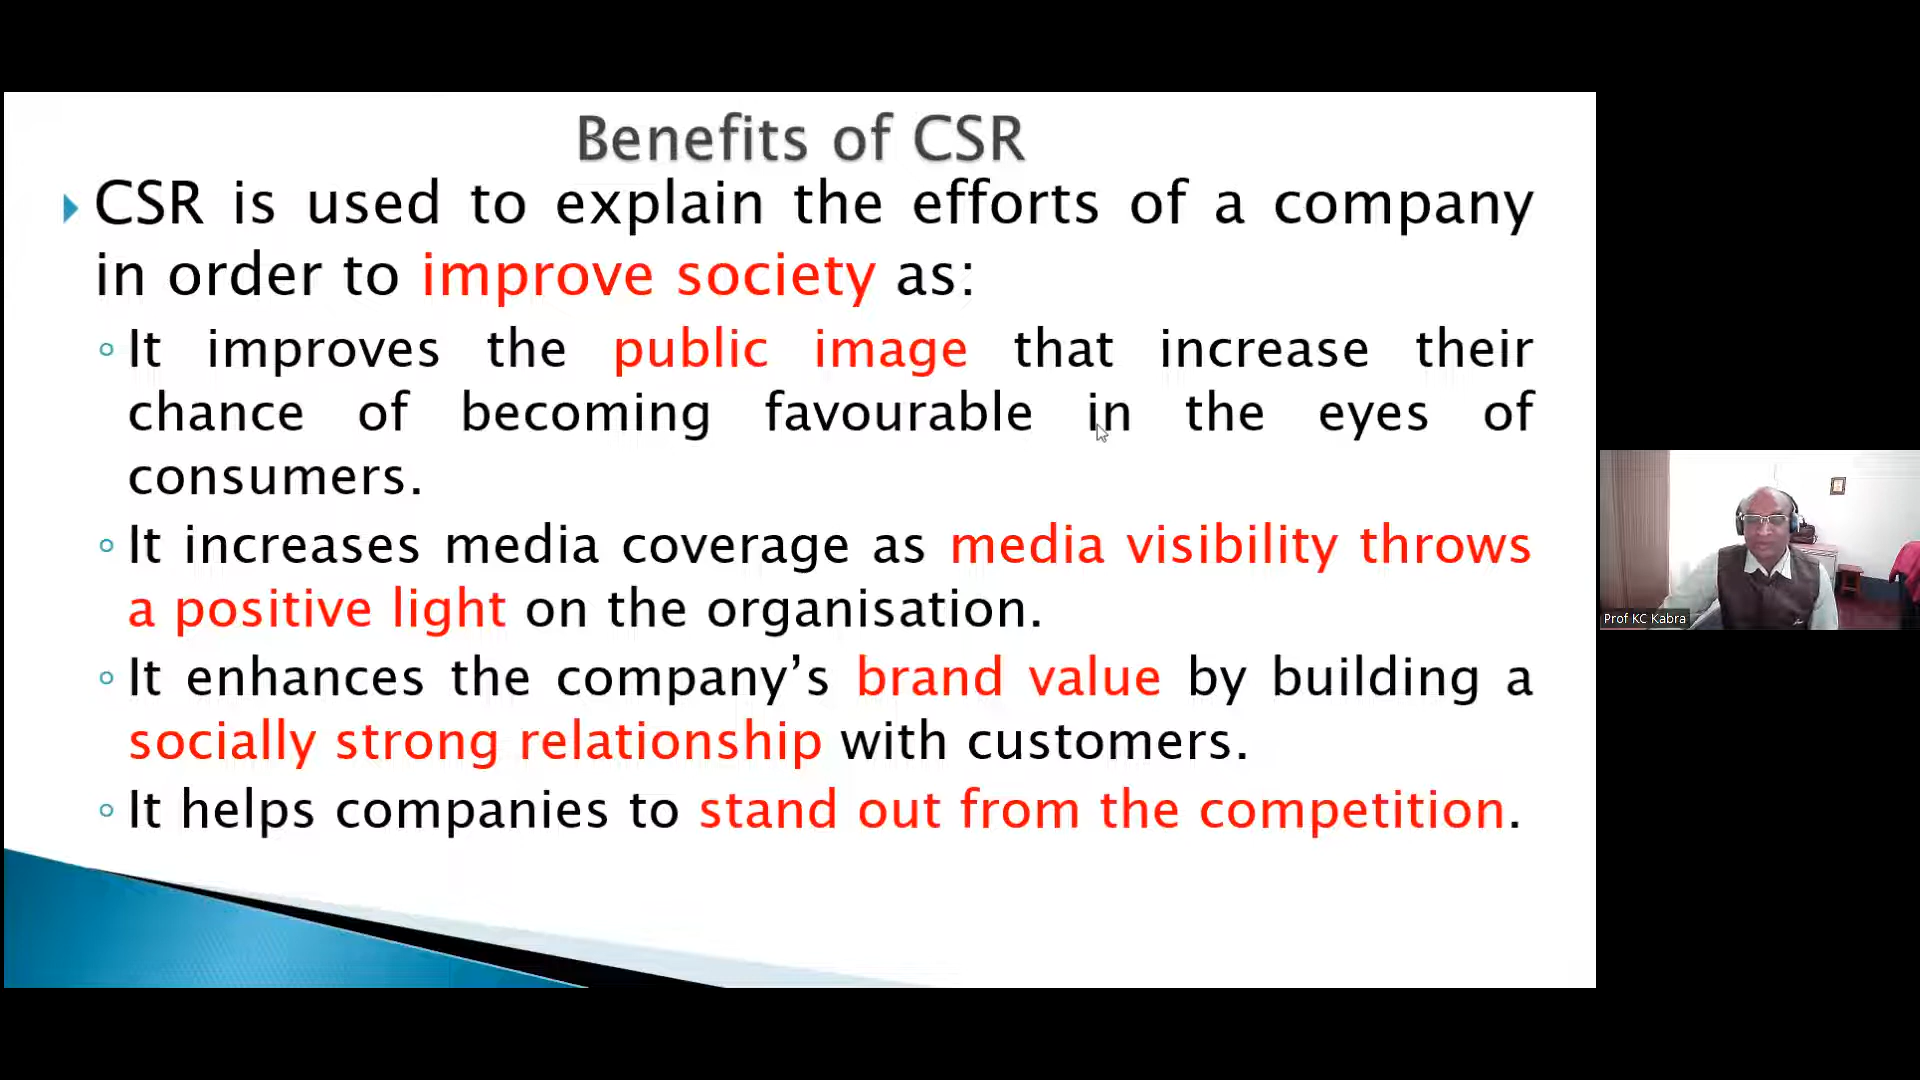 Benefits of CSR
CSR is used to explain the efforts of a company
in order to improve society as:
It improves the public image that increase their
chance of becoming favourable in the eyes of
consumers.
It increases media coverage as media visibility throws
a positive light on the organisation.
It enhances the company’s brand value by building a
socially strong relationship with customers.
It helps companies to stand out from the competition.
Prof KC Kabra